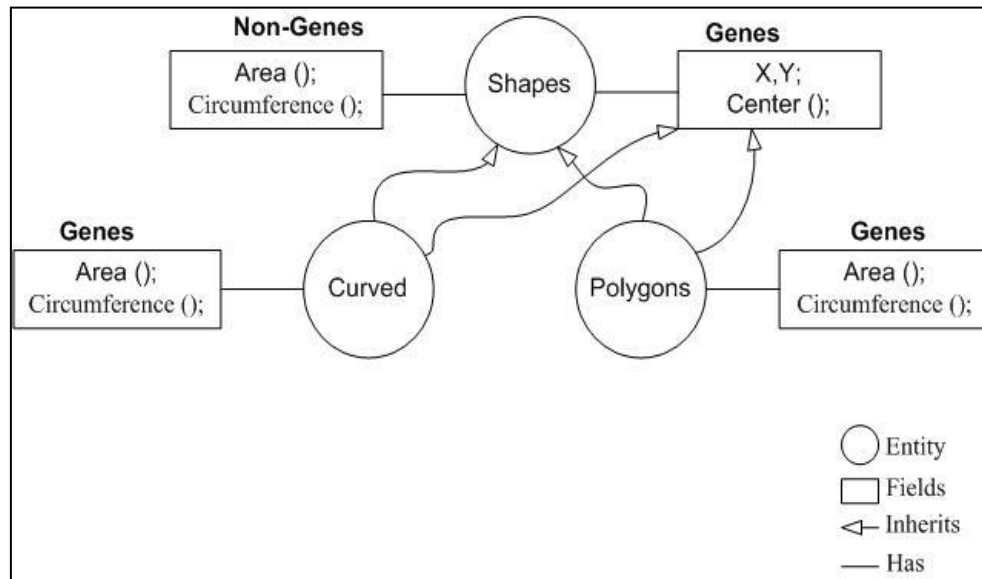 Non-Genes
Area ();
Circumference ();
Shapes
Genes
X,Y;
Center ();
Genes
Area ();
Circumference ();
Curved
Polygons
Genes
Area ();
Circumference ();
Entity
Fields
Inherits
Has